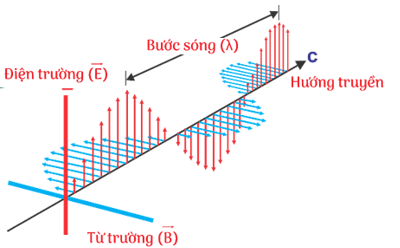 Bước sóng (λ)
C
Điện trường (E⃗)
Hướng truyền
Từ trường (B⃗)